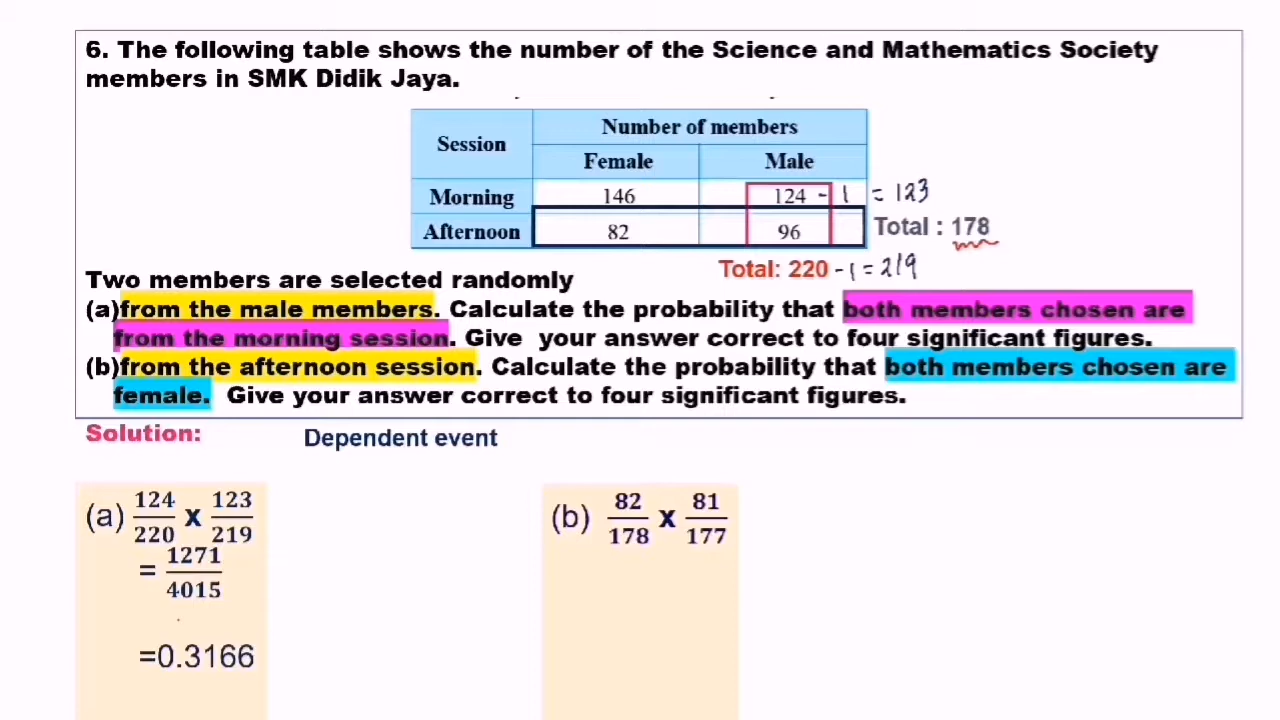 6. The following table shows the number of the Science and Mathematics Society
members in SMK Didik Jaya.
Session Number of members
Female Male
Morning 146 124 - 1 = 123
Afternoon 82 96 Total : 178
Total: 220 - 1 = 219
Two members are selected randomly
(a)from the male members. Calculate the probability that both members chosen are
from the morning session. Give your answer correct to four significant figures.
(b)from the afternoon session. Calculate the probability that both members chosen are
female. Give your answer correct to four significant figures.
Solution: Dependent event
(a) 124/220 x 123/219
= 1271/4015
=0.3166
(b) 82/178 x 81/177